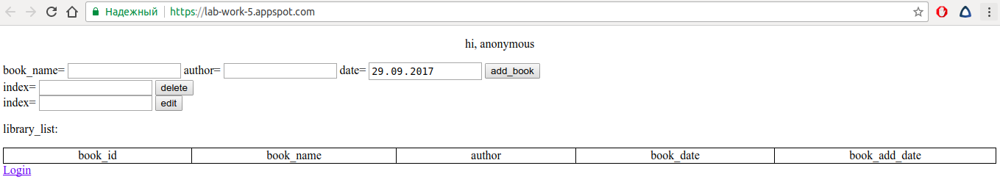 Надежный https://lab-work-5.appspot.com
hi, anonymous
book_name= author= date= 29.09.2017 add_book
index= delete
index= edit
library_list:
book_id book_name author book_date book_add_date
Login